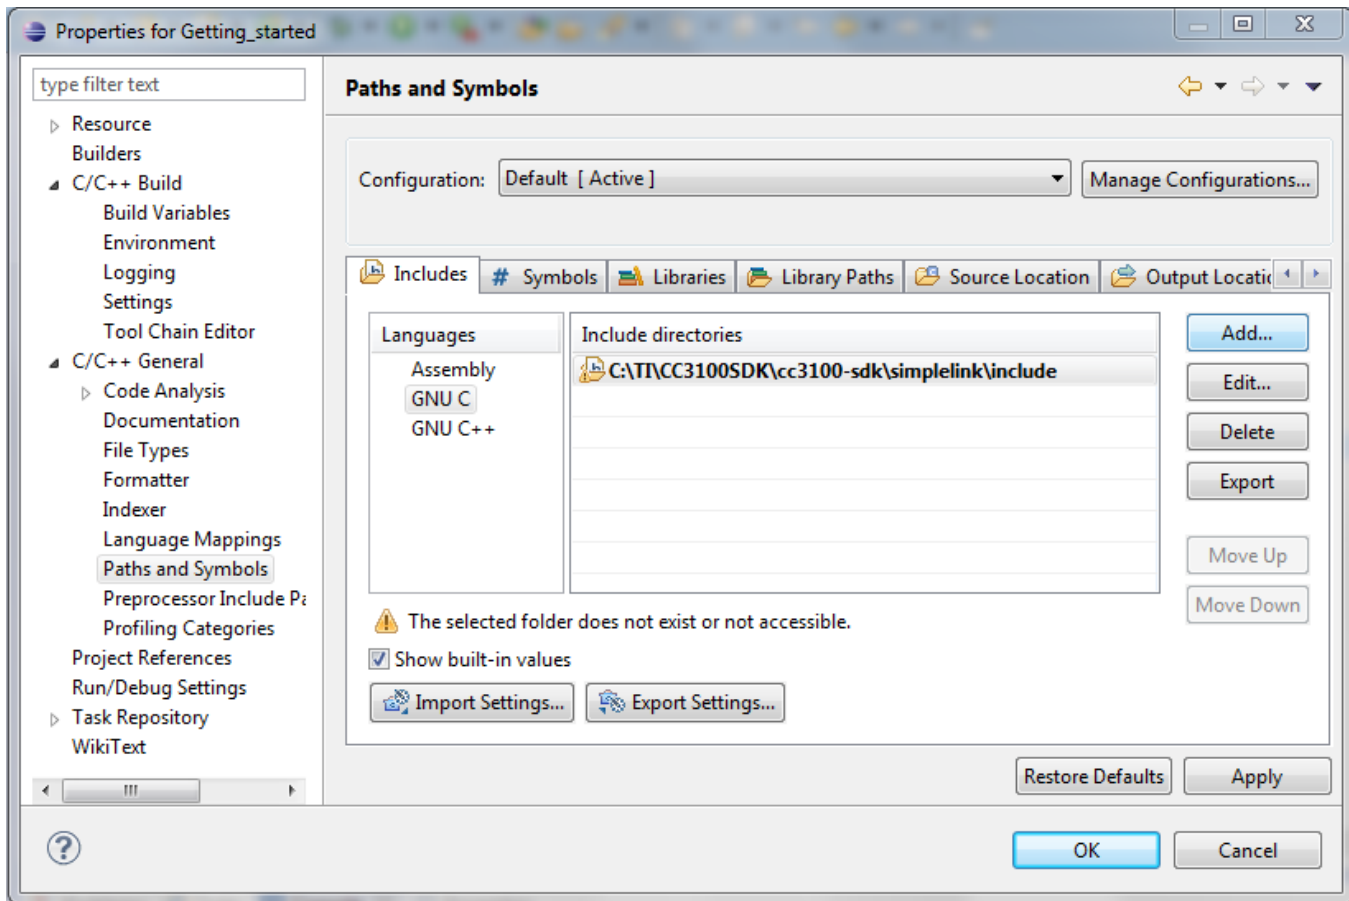 Properties for Getting_started
type filter text
Resource
Builders
C/C++ Build
Build Variables
Environment
Logging
Settings
Tool Chain Editor
C/C++ General
Code Analysis
Documentation
File Types
Formatter
Indexer
Language Mappings
Paths and Symbols
Preprocessor Include Pa
Profiling Categories
Project References
Run/Debug Settings
Task Repository
WikiText
Paths and Symbols
Configuration: Default [ Active ] Manage Configurations...
Includes # Symbols Libraries Library Paths Source Location Output Locatic
Languages
Assembly
GNU C
GNU C++
Include directories
C:\TI\CC3100SDK\cc3100-sdk\simplelink\include
Add...
Edit...
Delete
Export
Move Up
Move Down
The selected folder does not exist or not accessible.
Show built-in values
Import Settings... Export Settings...
Restore Defaults Apply
OK Cancel